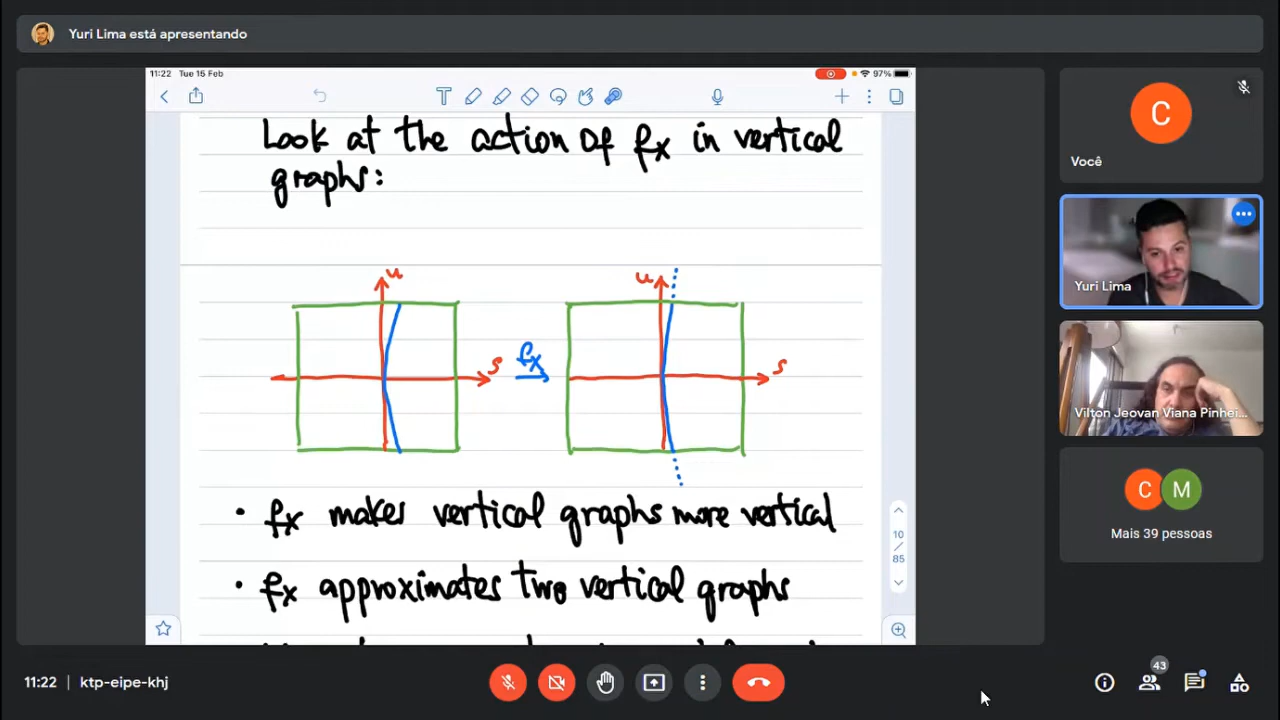 Yuri Lima está apresentando
11:22 Tue 15 Feb
97%
T
Look at the action of fx in vertical
graphs:
u
s
fx
u
s
• fx makes vertical graphs more vertical
• fx approximates two vertical graphs
10
/
85
C
Você
Yuri Lima
Vilton Jeovan Viana Pinhei...
C M
Mais 39 pessoas
11:22 | ktp-eipe-khj
43